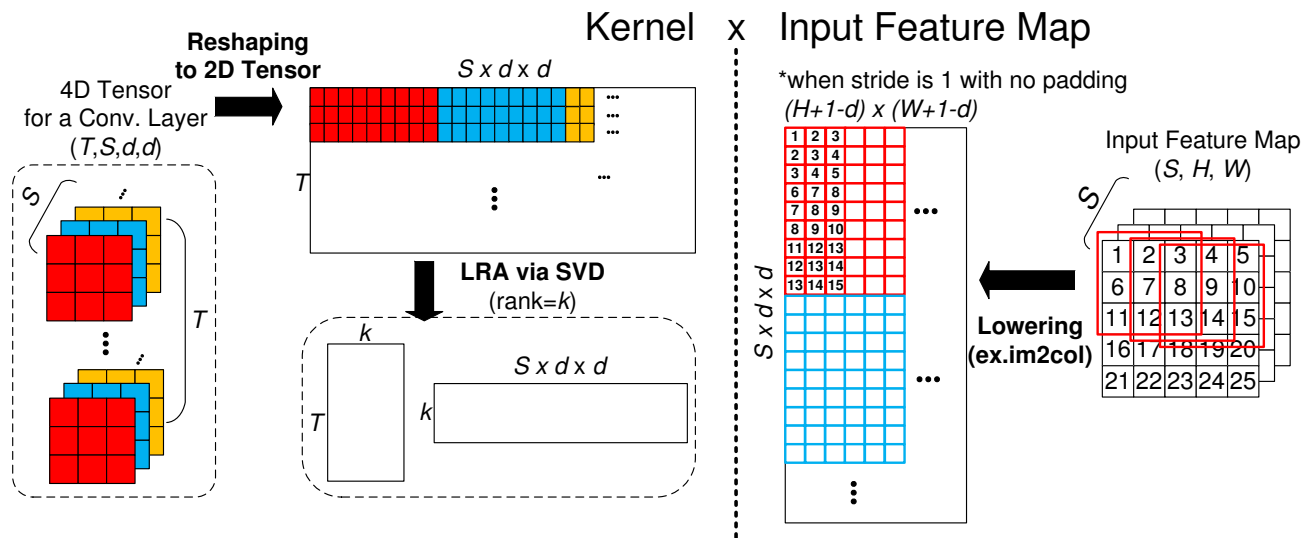 Kernel x Input Feature Map
Reshaping
to 2D Tensor
4D Tensor
for a Conv. Layer
(T,S,d,d)
S
T
S x d x d
...
...
...
...
T
LRA via SVD
(rank=k)
k
T
S x d x d
k
*when stride is 1 with no padding
(H+1-d) x (W+1-d)
S x d x d
1 2 3
2 3 4
3 4 5
6 7 8
7 8 9
8 9 10
11 12 13
12 13 14
13 14 15
...
...
Lowering
(ex.im2col)
Input Feature Map
(S, H, W)
S
1 2 3 4 5
6 7 8 9 10
11 12 13 14 15
16 17 18 19 20
21 22 23 24 25